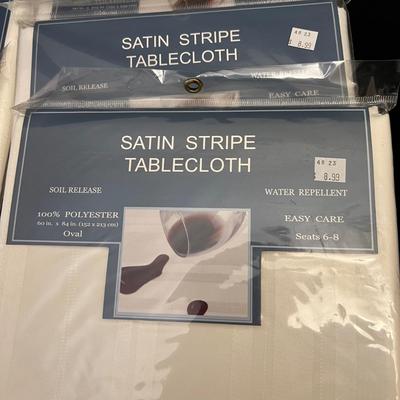 SATIN STRIPE
TABLECLOTH
48 23
$ 8.99
SOIL RELEASE
WATER REPELLENT
EASY CARE
SATIN STRIPE
TABLECLOTH
48 23
$ 8.99
SOIL RELEASE
WATER REPELLENT
100% POLYESTER
60 in. x 84 in. (152 x 213 cm)
Oval
EASY CARE
Seats 6-8